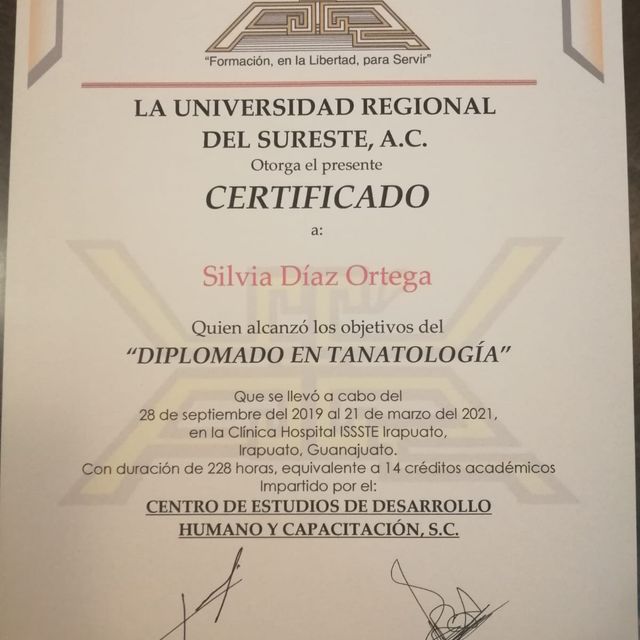 "Formación, en la Libertad, para Servir"
LA UNIVERSIDAD REGIONAL
DEL SURESTE, A.C.
Otorga el presente
CERTIFICADO
a:
Silvia Díaz Ortega
Quien alcanzó los objetivos del
"DIPLOMADO EN TANATOLOGÍA"
Que se llevó a cabo del
28 de septiembre del 2019 al 21 de marzo del 2021,
en la Clínica Hospital ISSSTE Irapuato,
Irapuato, Guanajuato.
Con duración de 228 horas, equivalente a 14 créditos académicos
Impartido por el:
CENTRO DE ESTUDIOS DE DESARROLLO
HUMANO Y CAPACITACIÓN, S.C.